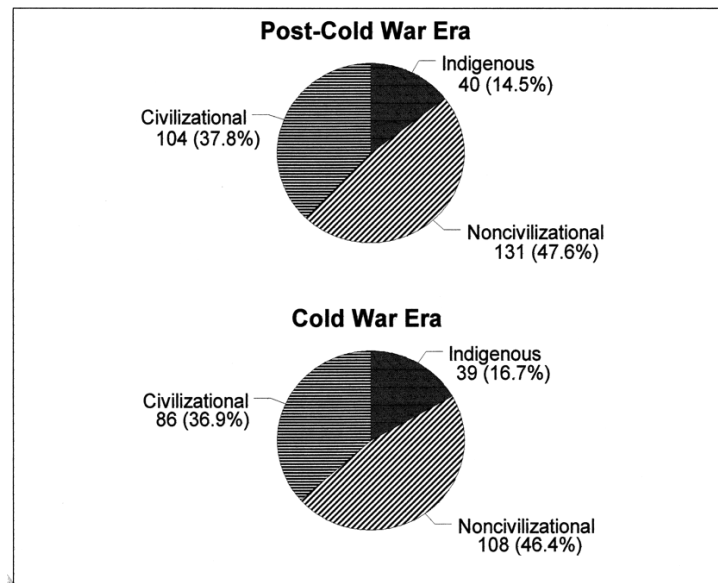 Post-Cold War Era
Indigenous
40 (14.5%)
Civilizational
104 (37.8%)
Noncivilizational
131 (47.6%)
Cold War Era
Indigenous
39 (16.7%)
Civilizational
86 (36.9%)
Noncivilizational
108 (46.4%)